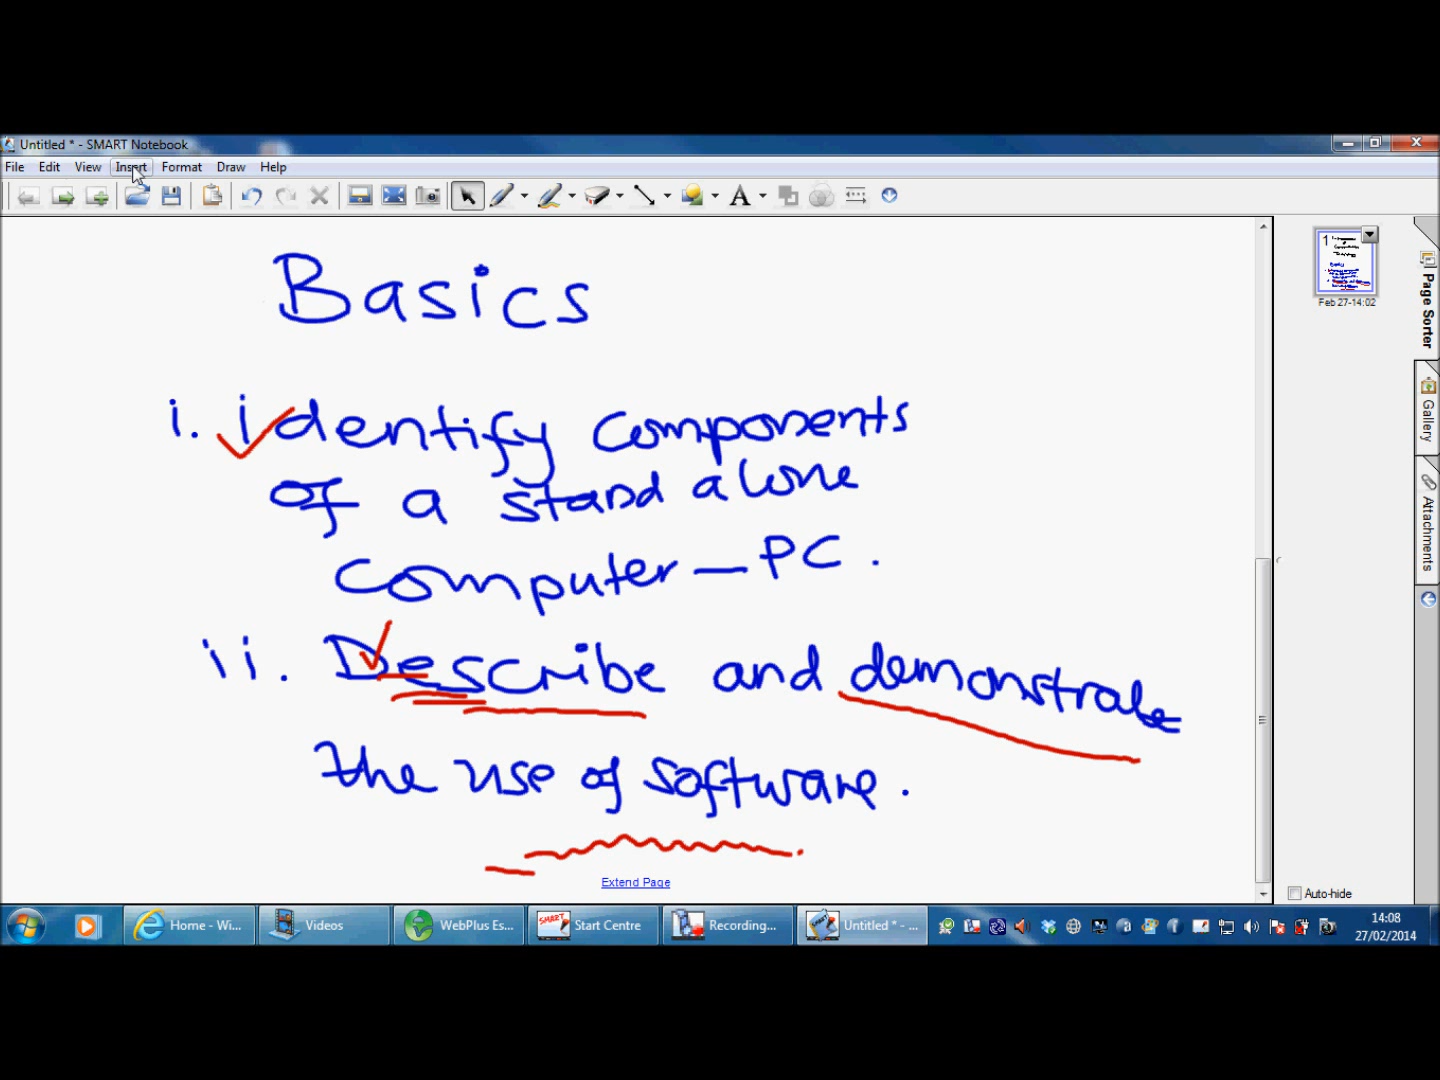 Untitled * - SMART Notebook
File Edit View Insert Format Draw Help
Basics
i. identify components
of a stand alone
computer - PC.
ii. Describe and demonstrate
the use of software.
Extend Page
1
Feb 27-14:02
Page Sorter
Gallery
Attachments
Auto-hide
Home - Wi...
Videos
WebPlus Es...
Start Centre
Recording...
Untitled * - ...
14:08
27/02/2014